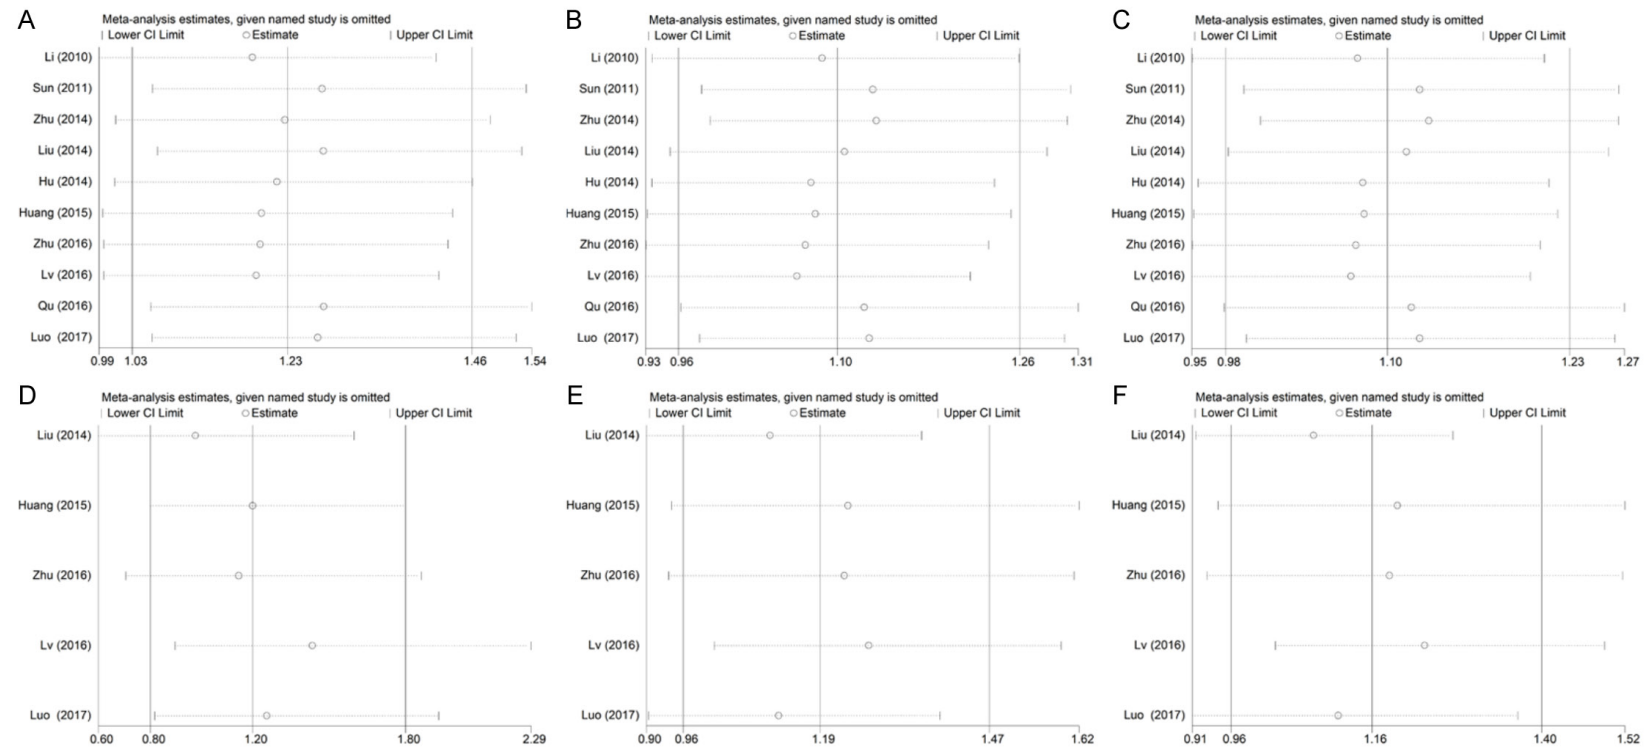 A
Meta-analysis estimates, given named study is omitted
Lower CI Limit Estimate Upper CI Limit
Li (2010)
Sun (2011)
Zhu (2014)
Liu (2014)
Hu (2014)
Huang (2015)
Zhu (2016)
Lv (2016)
Qu (2016)
Luo (2017)
0.99 1.03 1.23 1.46 1.54
B
Meta-analysis estimates, given named study is omitted
Lower CI Limit Estimate Upper CI Limit
Li (2010)
Sun (2011)
Zhu (2014)
Liu (2014)
Hu (2014)
Huang (2015)
Zhu (2016)
Lv (2016)
Qu (2016)
Luo (2017)
0.93 0.96 1.10 1.26 1.31
C
Meta-analysis estimates, given named study is omitted
Lower CI Limit Estimate Upper CI Limit
Li (2010)
Sun (2011)
Zhu (2014)
Liu (2014)
Hu (2014)
Huang (2015)
Zhu (2016)
Lv (2016)
Qu (2016)
Luo (2017)
0.95 0.98 1.10 1.23 1.27
D
Meta-analysis estimates, given named study is omitted
Lower CI Limit Estimate Upper CI Limit
Liu (2014)
Huang (2015)
Zhu (2016)
Lv (2016)
Luo (2017)
0.60 0.80 1.20 1.80 2.29
E
Meta-analysis estimates, given named study is omitted
Lower CI Limit Estimate Upper CI Limit
Liu (2014)
Huang (2015)
Zhu (2016)
Lv (2016)
Luo (2017)
0.90 0.96 1.19 1.47 1.62
F
Meta-analysis estimates, given named study is omitted
Lower CI Limit Estimate Upper CI Limit
Liu (2014)
Huang (2015)
Zhu (2016)
Lv (2016)
Luo (2017)
0.91 0.96 1.16 1.40 1.52